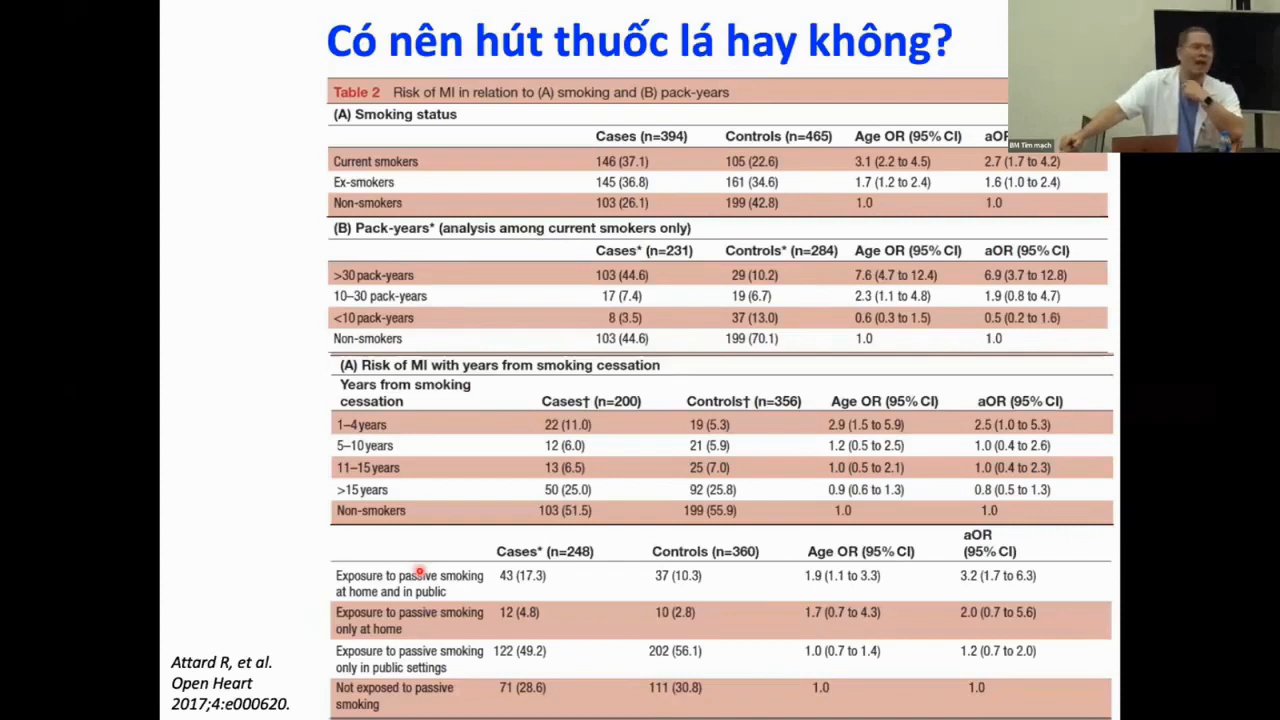 Có nên hút thuốc lá hay không?
Table 2 Risk of MI in relation to (A) smoking and (B) pack-years
(A) Smoking status
Cases (n=394) Controls (n=465) Age OR (95% CI)
Current smokers 146 (37.1) 105 (22.6) 3.1 (2.2 to 4.5) 2.7 (1.7 to 4.2)
Ex-smokers 145 (36.8) 161 (34.6) 1.7 (1.2 to 2.4) 1.6 (1.0 to 2.4)
Non-smokers 103 (26.1) 199 (42.8) 1.0 1.0
(B) Pack-years* (analysis among current smokers only)
Cases* (n=231) Controls* (n=284) Age OR (95% CI) aOR (95% CI)
>30 pack-years 103 (44.6) 29 (10.2) 7.6 (4.7 to 12.4) 6.9 (3.7 to 12.8)
10–30 pack-years 17 (7.4) 19 (6.7) 2.3 (1.1 to 4.8) 1.9 (0.8 to 4.7)
<10 pack-years 8 (3.5) 37 (13.0) 0.6 (0.3 to 1.5) 0.5 (0.2 to 1.6)
Non-smokers 103 (44.6) 199 (70.1) 1.0 1.0
(A) Risk of MI with years from smoking cessation
Years from smoking
cessation Cases† (n=200) Controls† (n=356) Age OR (95% CI) aOR (95% CI)
1–4 years 22 (11.0) 19 (5.3) 2.9 (1.5 to 5.9) 2.5 (1.0 to 5.3)
5–10 years 12 (6.0) 21 (5.9) 1.2 (0.5 to 2.5) 1.0 (0.4 to 2.6)
11–15 years 13 (6.5) 25 (7.0) 1.0 (0.5 to 2.1) 1.0 (0.4 to 2.3)
>15 years 50 (25.0) 92 (25.8) 0.9 (0.6 to 1.3) 0.8 (0.5 to 1.3)
Non-smokers 103 (51.5) 199 (55.9) 1.0 1.0
aOR
Cases* (n=248) Controls (n=360) Age OR (95% CI) (95% CI)
Exposure to passive smoking 43 (17.3) 37 (10.3) 1.9 (1.1 to 3.3) 3.2 (1.7 to 6.3)
at home and in public
Exposure to passive smoking 12 (4.8) 10 (2.8) 1.7 (0.7 to 4.3) 2.0 (0.7 to 5.6)
only at home
Exposure to passive smoking 122 (49.2) 202 (56.1) 1.0 (0.7 to 1.4) 1.2 (0.7 to 2.0)
only in public settings
Not exposed to passive 71 (28.6) 111 (30.8) 1.0 1.0
smoking
Attard R, et al.
Open Heart
2017;4:e000620.
BM Tim mach